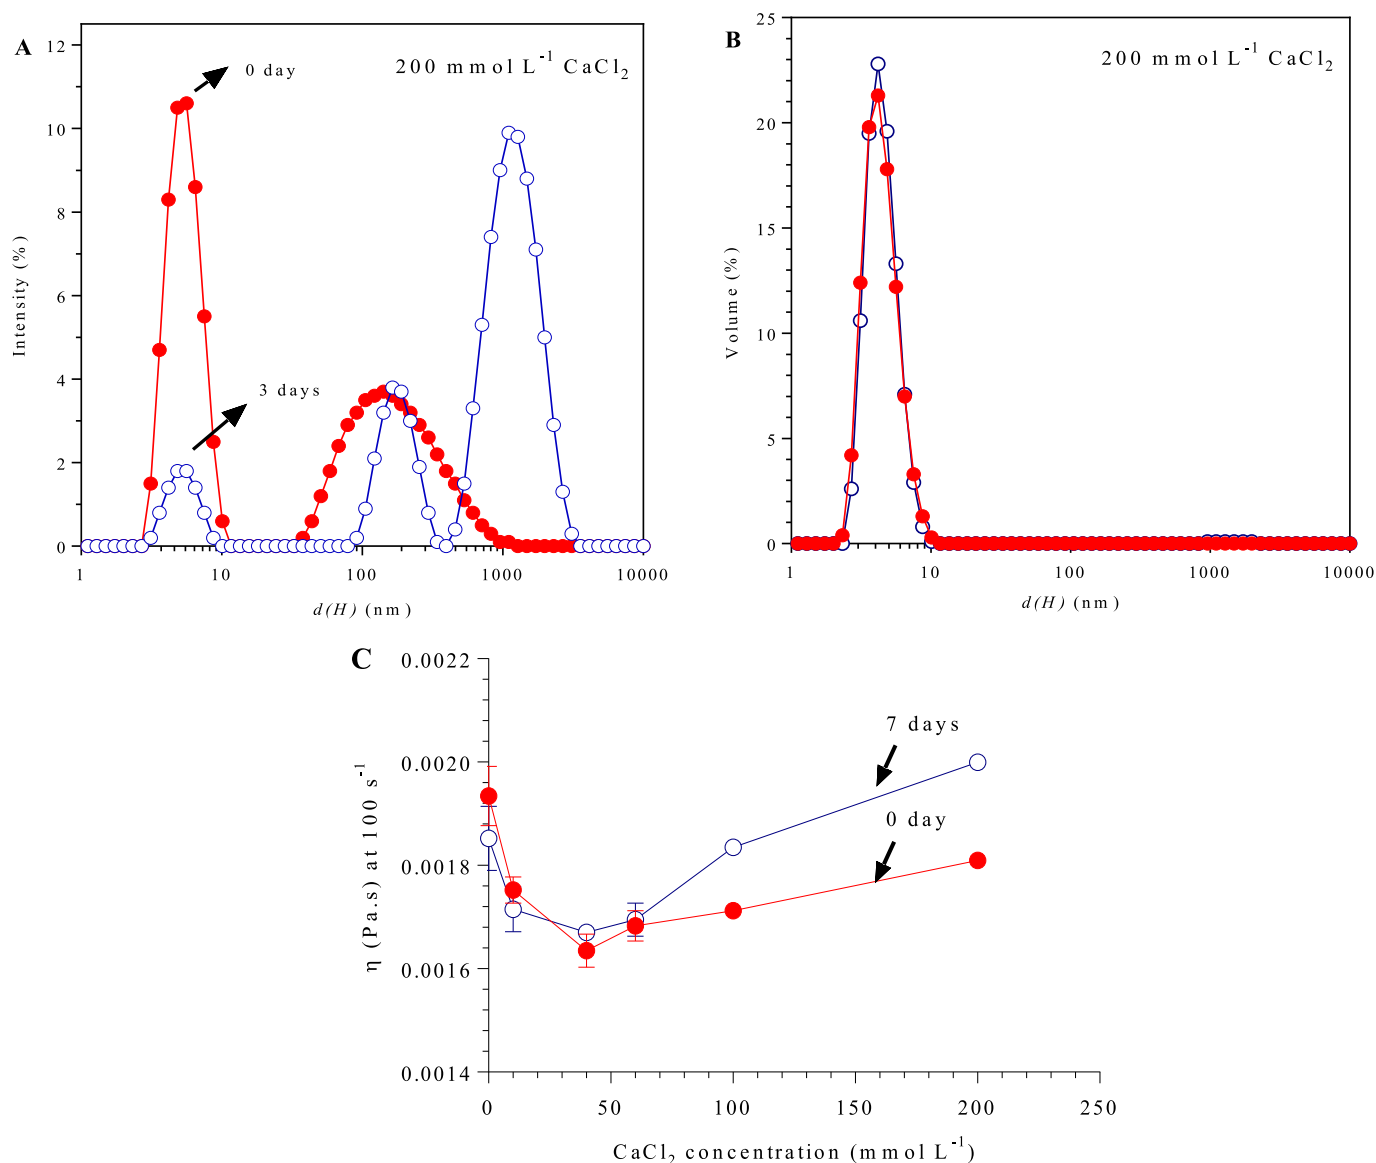 A
200 mmol L⁻¹ CaCl₂
0 day
3 days
12
10
8
6
4
2
0
Intensity (%)
1
10
100
1000
10000
d(H) (nm)
B
200 mmol L⁻¹ CaCl₂
25
20
15
10
5
0
Volume (%)
1
10
100
1000
10000
d(H) (nm)
C
0.0022
0.0020
0.0018
0.0016
0.0014
η (Pa.s) at 100 s⁻¹
7 days
0 day
0
50
100
150
200
250
CaCl₂ concentration (mmol L⁻¹)